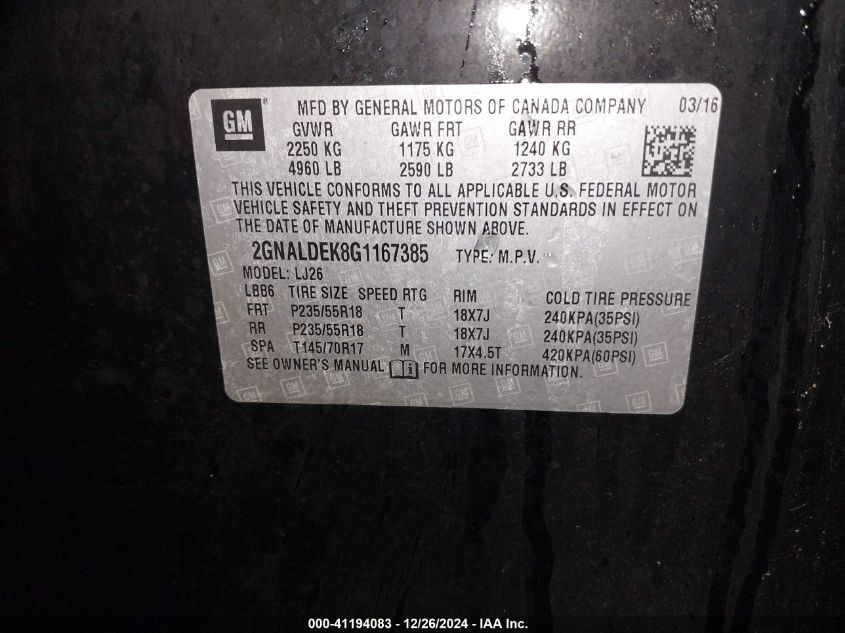 GM ® MFD BY GENERAL MOTORS OF CANADA COMPANY 03/16
GVWR GAWR FRT GAWR RR
2250 KG 1175 KG 1240 KG
4960 LB 2590 LB 2733 LB
THIS VEHICLE CONFORMS TO ALL APPLICABLE U.S. FEDERAL MOTOR
VEHICLE SAFETY AND THEFT PREVENTION STANDARDS IN EFFECT ON
THE DATE OF MANUFACTURE SHOWN ABOVE.
2GNALDEK8G1167385 TYPE: M.P.V.
MODEL: LJ26
LBB6 TIRE SIZE SPEED RTG RIM COLD TIRE PRESSURE
FRT P235/55R18 T 18X7J 240KPA(35PSI)
RR P235/55R18 T 18X7J 240KPA(35PSI)
SPA T145/70R17 M 17X4.5T 420KPA(60PSI)
SEE OWNER'S MANUAL FOR MORE INFORMATION.
000-41194083 - 12/26/2024 - IAA Inc.